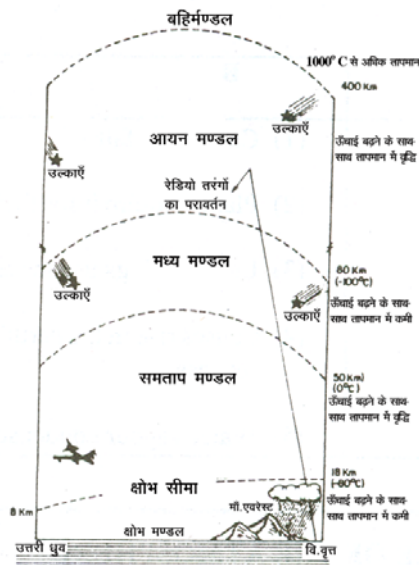 बहिर्मण्डल
1000° C से अधिक तापमान
400 Km
उल्काएँ
आयन मण्डल
ऊँचाई बढ़ने के साथ-
साथ तापमान में वृद्धि
उल्काएँ
रेडियो तरंगों
का परावर्तन
मध्य मण्डल
80 Km
(-100°C)
उल्काएँ
उल्काएँ
ऊँचाई बढ़ने के साथ-
साथ तापमान में कमी
समताप मण्डल
50 Km)
(0°C)
ऊँचाई बढ़ने के साथ-
साथ तापमान में वृद्धि
क्षोभ सीमा
18 Km
(-80°C)
मा.एवरेस्ट
ऊँचाई बढ़ने के साथ-
साथ तापमान में कमी
8 Km
क्षोभ मण्डल
उत्तरी ध्रुव
वि.वृत्त